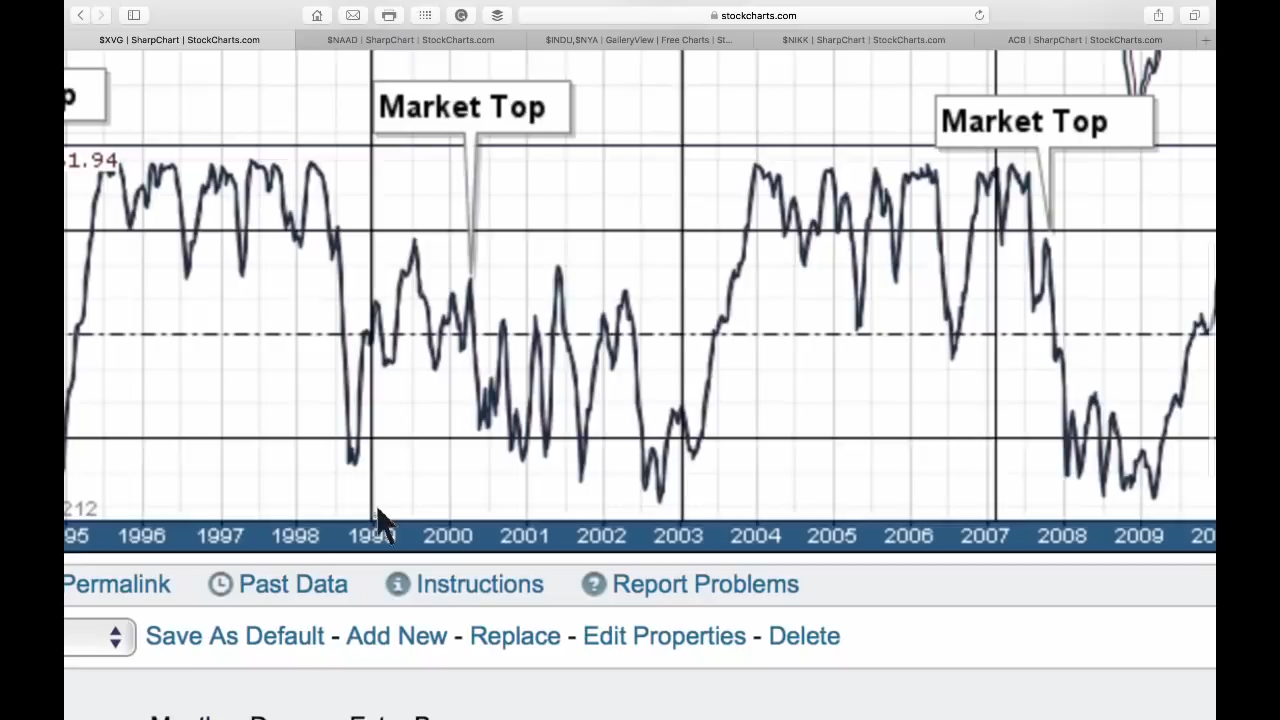 stockcharts.com
$XVG | SharpChart | StockCharts.com
$NAAD | SharpChart | StockCharts.com
$INDU,$NYA | GalleryView | Free Charts | St...
$NIKK | SharpChart | StockCharts.com
ACB | SharpChart | StockCharts.com
p
Market Top
Market Top
61.94
212
95 1996 1997 1998 1999 2000 2001 2002 2003 2004 2005 2006 2007 2008 2009 20
Permalink Past Data Instructions Report Problems
Save As Default - Add New - Replace - Edit Properties - Delete